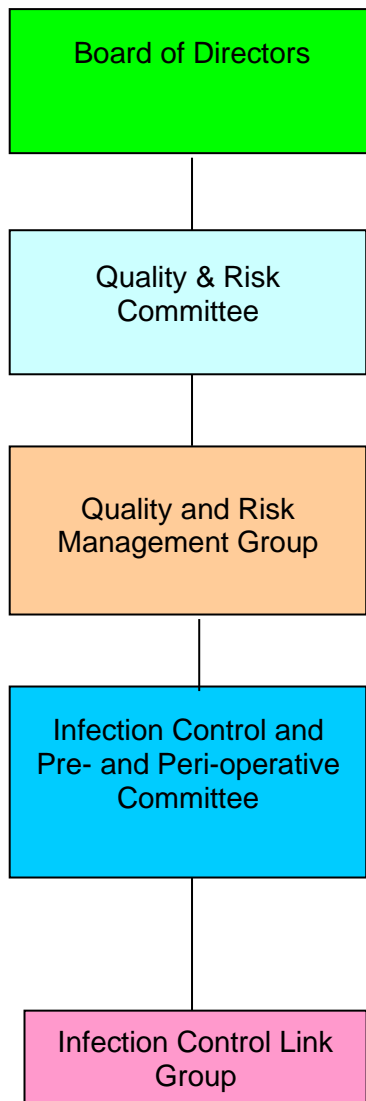 Board of Directors
Quality & Risk
Committee
Quality and Risk
Management Group
Infection Control and
Pre- and Peri-operative
Committee
Infection Control Link
Group